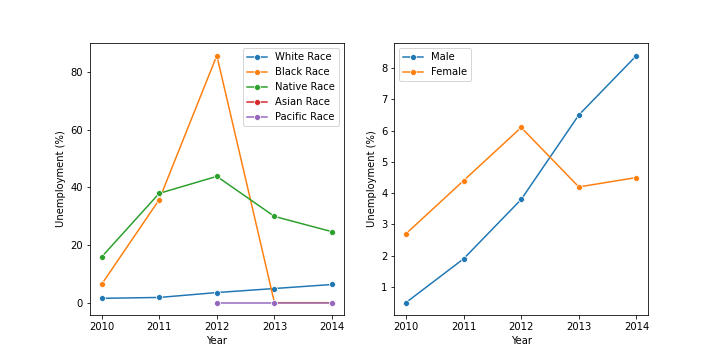 80
60
40
20
0
Unemployment (%)
2010 2011 2012 2013 2014
Year
White Race
Black Race
Native Race
Asian Race
Pacific Race
8
7
6
5
4
3
2
1
Unemployment (%)
2010 2011 2012 2013 2014
Year
Male
Female